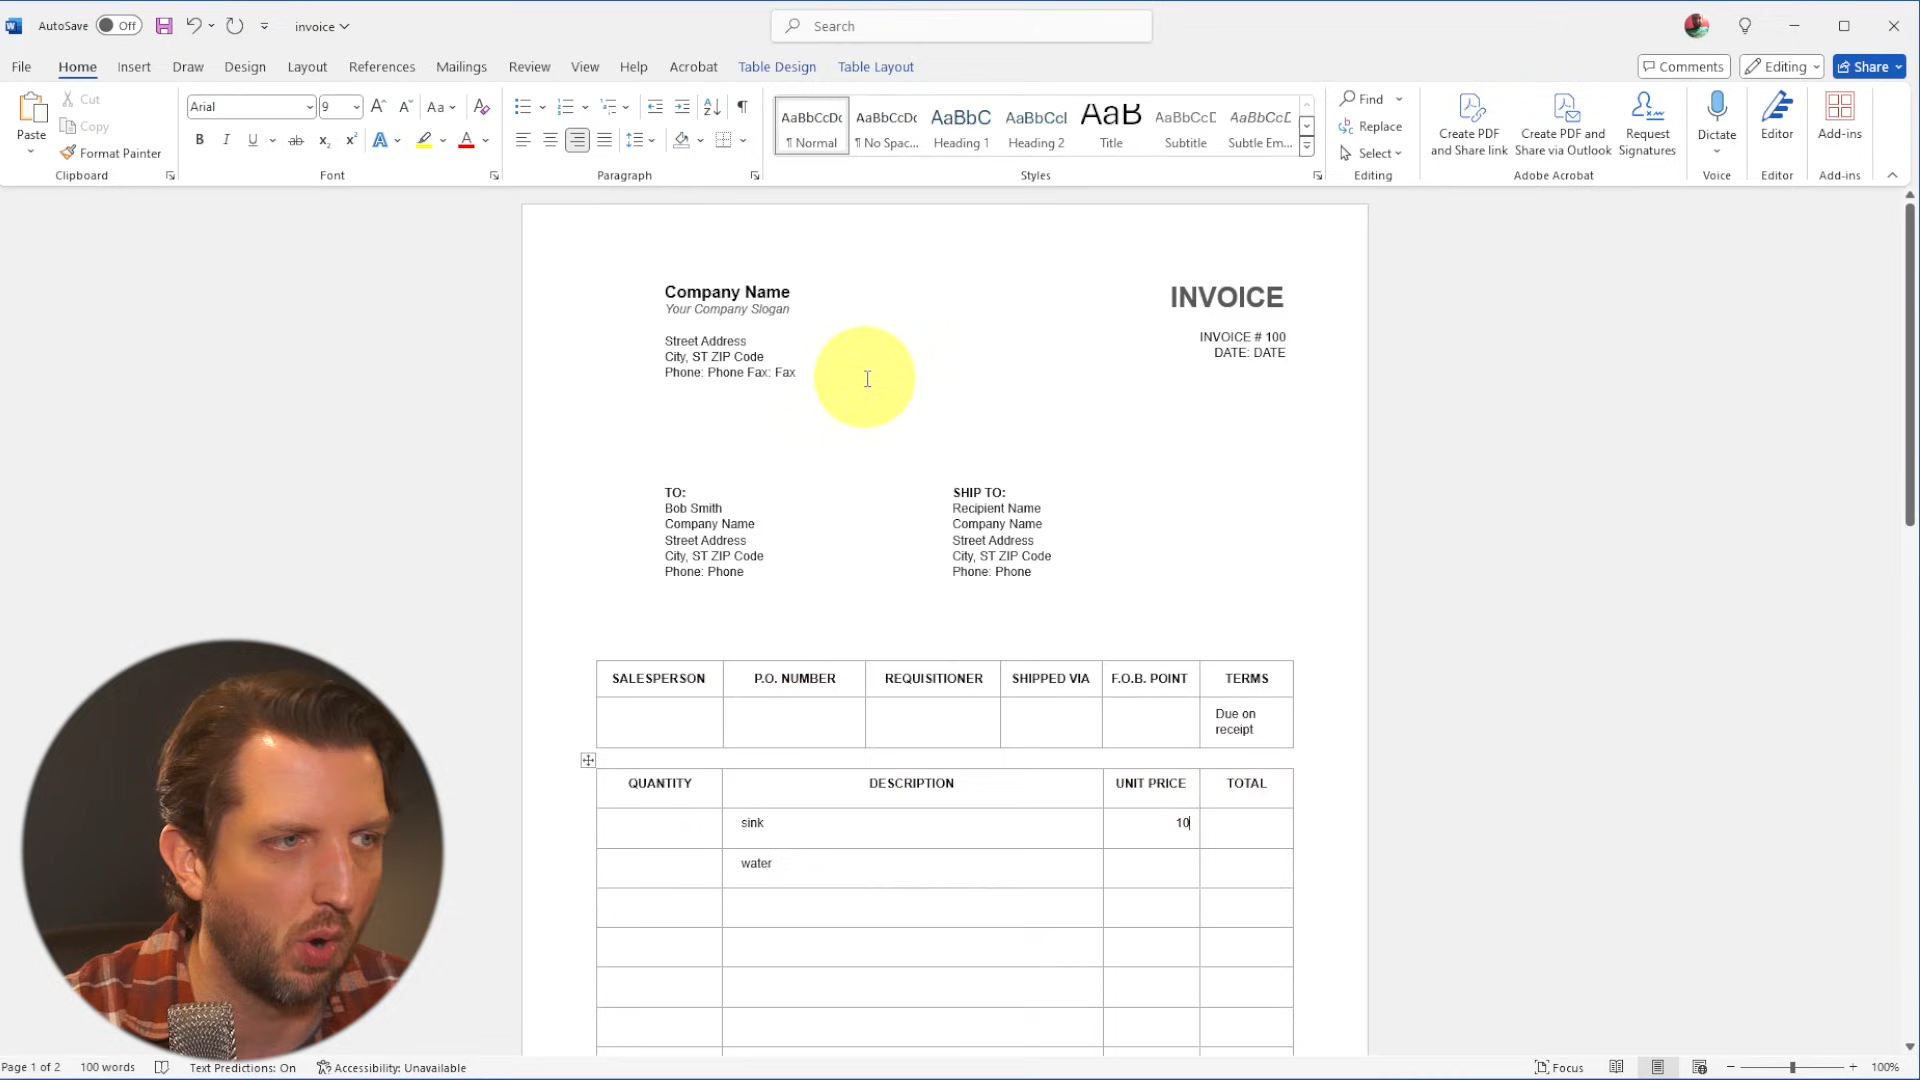 AutoSave Off invoice Search
File Home Insert Draw Design Layout References Mailings Review View Help Acrobat Table Design Table Layout Comments Editing Share
Paste
Cut
Copy
Format Painter
Clipboard
Arial 9 Aa
B I U ab x₂ x² A A
Font
Paragraph
AaBbCcDc AaBbCcDc AaBbC AaBbCcI AaB AaBbCcD AaBbCcD
¶ Normal ¶ No Spac... Heading 1 Heading 2 Title Subtitle Subtle Em...
Styles
Find
Replace
Select
Editing
Create PDF and Share link
Create PDF and Share via Outlook
Request Signatures
Adobe Acrobat
Dictate
Voice
Editor
Editor
Add-ins
Add-ins
Company Name
Your Company Slogan
Street Address
City, ST ZIP Code
Phone: Phone Fax: Fax
INVOICE
INVOICE # 100
DATE: DATE
TO:
Bob Smith
Company Name
Street Address
City, ST ZIP Code
Phone: Phone
SHIP TO:
Recipient Name
Company Name
Street Address
City, ST ZIP Code
Phone: Phone
SALESPERSON P.O. NUMBER REQUISITIONER SHIPPED VIA F.O.B. POINT TERMS
Due on
receipt
QUANTITY DESCRIPTION UNIT PRICE TOTAL
sink 10
water
Page 1 of 2 100 words Text Predictions: On Accessibility: Unavailable Focus 100%